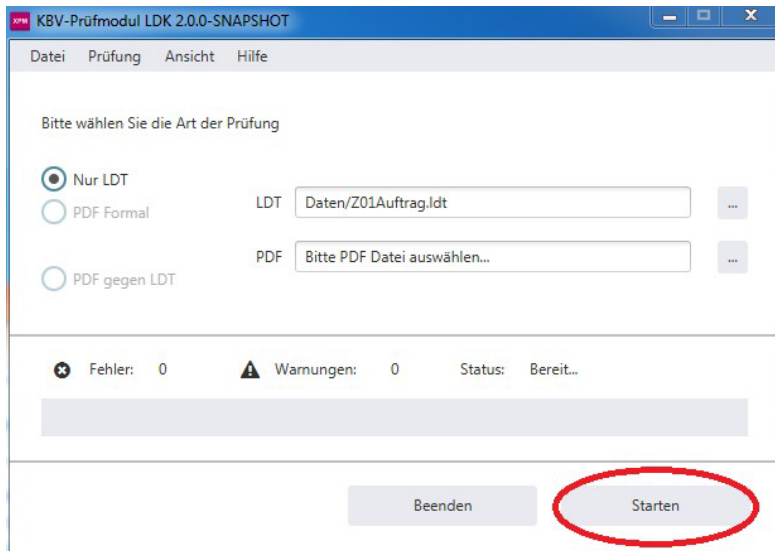 XPM KBV-Prüfmodul LDK 2.0.0-SNAPSHOT
Datei Prüfung Ansicht Hilfe
Bitte wählen Sie die Art der Prüfung
Nur LDT
PDF Formal
LDT Daten/Z01Auftrag.ldt ...
PDF Bitte PDF Datei auswählen... ...
PDF gegen LDT
Fehler: 0 Warnungen: 0 Status: Bereit...
Beenden Starten